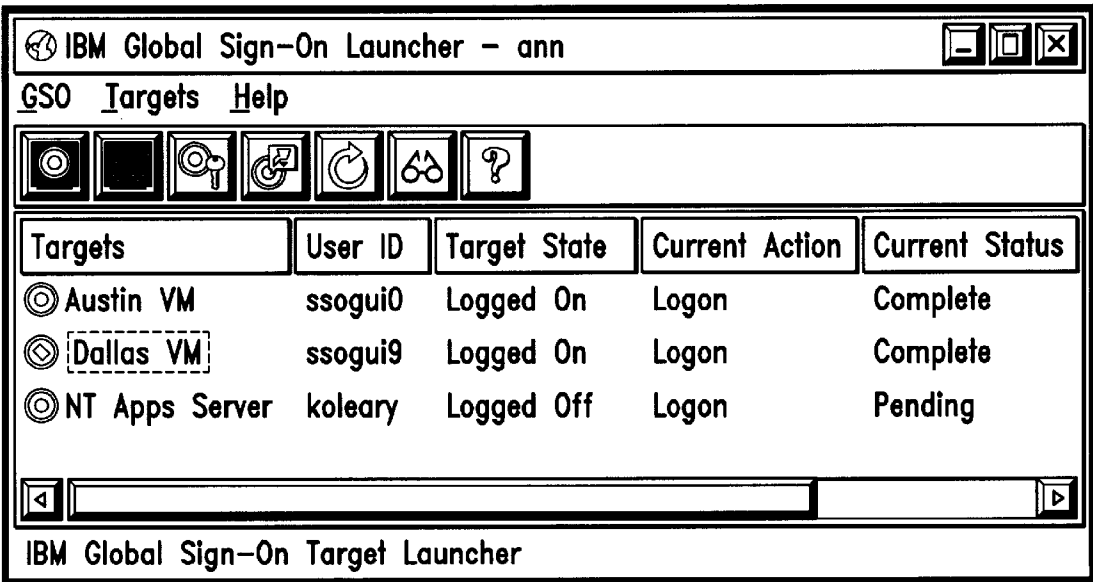 IBM Global Sign-On Launcher - ann
GSO Targets Help
Targets User ID Target State Current Action Current Status
Austin VM ssogui0 Logged On Logon Complete
Dallas VM ssogui9 Logged On Logon Complete
NT Apps Server koleary Logged Off Logon Pending
IBM Global Sign-On Target Launcher